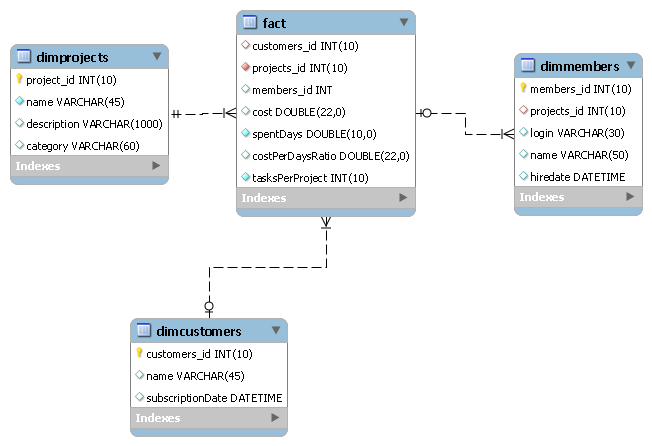 fact
customers_id INT(10)
projects_id INT(10)
members_id INT
cost DOUBLE(22,0)
spentDays DOUBLE(10,0)
costPerDaysRatio DOUBLE(22,0)
tasksPerProject INT(10)
Indexes
dimprojects
project_id INT(10)
name VARCHAR(45)
description VARCHAR(1000)
category VARCHAR(60)
Indexes
dimmembers
members_id INT(10)
projects_id INT(10)
login VARCHAR(30)
name VARCHAR(50)
hiredate DATETIME
Indexes
dimcustomers
customers_id INT(10)
name VARCHAR(45)
subscriptionDate DATETIME
Indexes